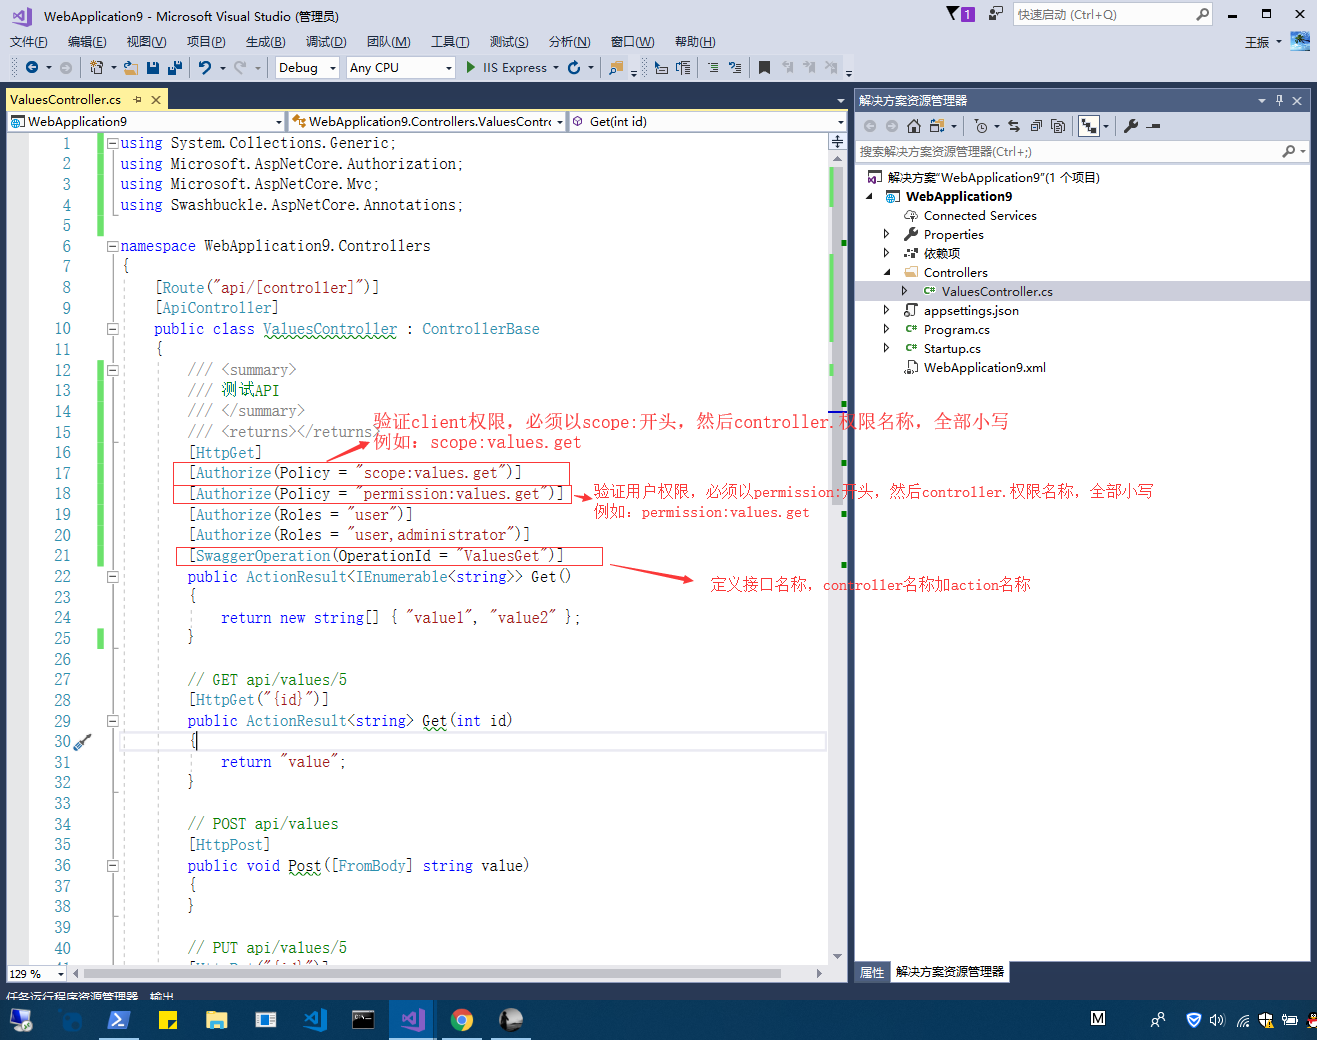 WebApplication9 - Microsoft Visual Studio (管理员)
1
快速启动 (Ctrl+Q)
文件(F) 编辑(E) 视图(V) 项目(P) 生成(B) 调试(D) 团队(M) 工具(T) 测试(S) 分析(N) 窗口(W) 帮助(H)
王振
Debug Any CPU IIS Express
ValuesController.cs
WebApplication9 WebApplication9.Controllers.ValuesContro Get(int id)
1 using System.Collections.Generic;
2 using Microsoft.AspNetCore.Authorization;
3 using Microsoft.AspNetCore.Mvc;
4 using Swashbuckle.AspNetCore.Annotations;
5
6 namespace WebApplication9.Controllers
7 {
8 [Route("api/[controller]")]
9 [ApiController]
10 public class ValuesController : ControllerBase
11 {
12 /// <summary>
13 /// 测试API
14 /// </summary>
15 /// <returns></returns>
16 [HttpGet]
17 [Authorize(Policy = "scope:values.get")]
18 [Authorize(Policy = "permission:values.get")]
19 [Authorize(Roles = "user")]
20 [Authorize(Roles = "user,administrator")]
21 [SwaggerOperation(OperationId = "ValuesGet")]
22 public ActionResult<IEnumerable<string>> Get()
23 {
24 return new string[] { "value1", "value2" };
25 }
26
27 // GET api/values/5
28 [HttpGet("{id}")]
29 public ActionResult<string> Get(int id)
30 {
31 return "value";
32 }
33
34 // POST api/values
35 [HttpPost]
36 public void Post([FromBody] string value)
37 {
38 }
39
40 // PUT api/values/5
41 [HttpPut("{id}")]
验证client权限，必须以scope:开头，然后controller.权限名称，全部小写
例如：scope:values.get
验证用户权限，必须以permission:开头，然后controller.权限名称，全部小写
例如：permission:values.get
定义接口名称，controller名称加action名称
129 %
解决方案资源管理器
搜索解决方案资源管理器(Ctrl+;)
解决方案"WebApplication9"(1 个项目)
WebApplication9
Connected Services
Properties
依赖项
Controllers
C# ValuesController.cs
appsettings.json
C# Program.cs
C# Startup.cs
WebApplication9.xml
属性 解决方案资源管理器
任务运行程序资源管理器 输出
M